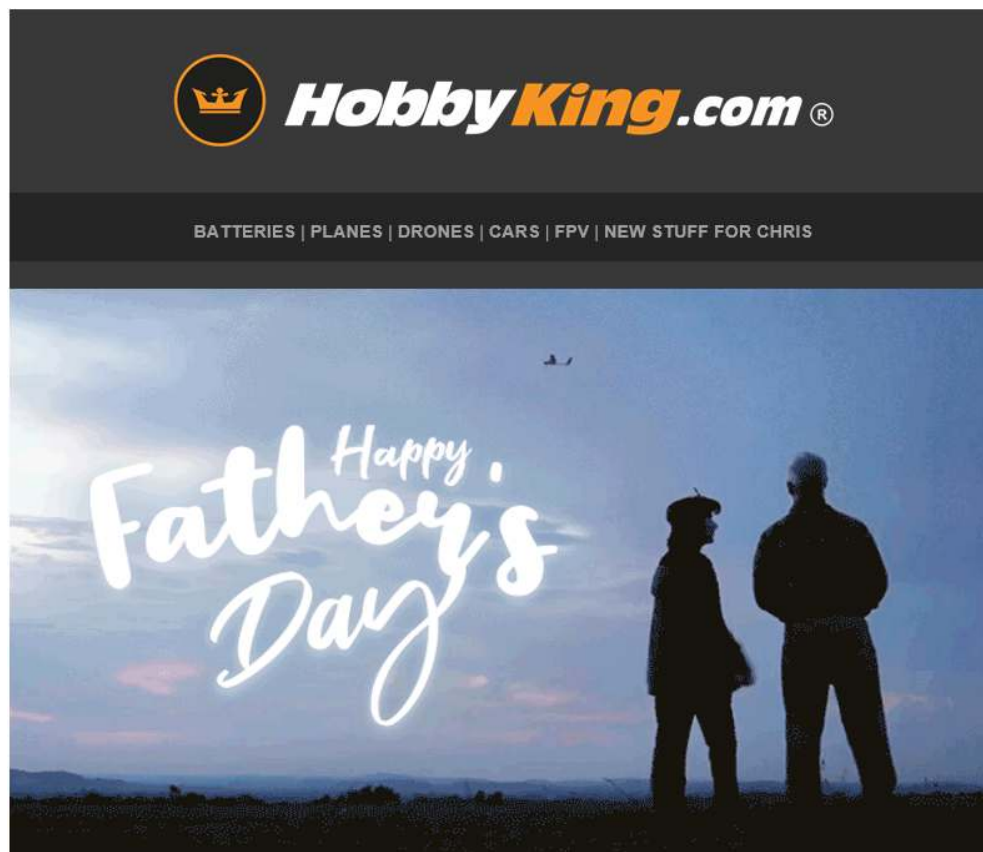 HobbyKing.com ®
BATTERIES | PLANES | DRONES | CARS | FPV | NEW STUFF FOR CHRIS
Happy
Father's
Day